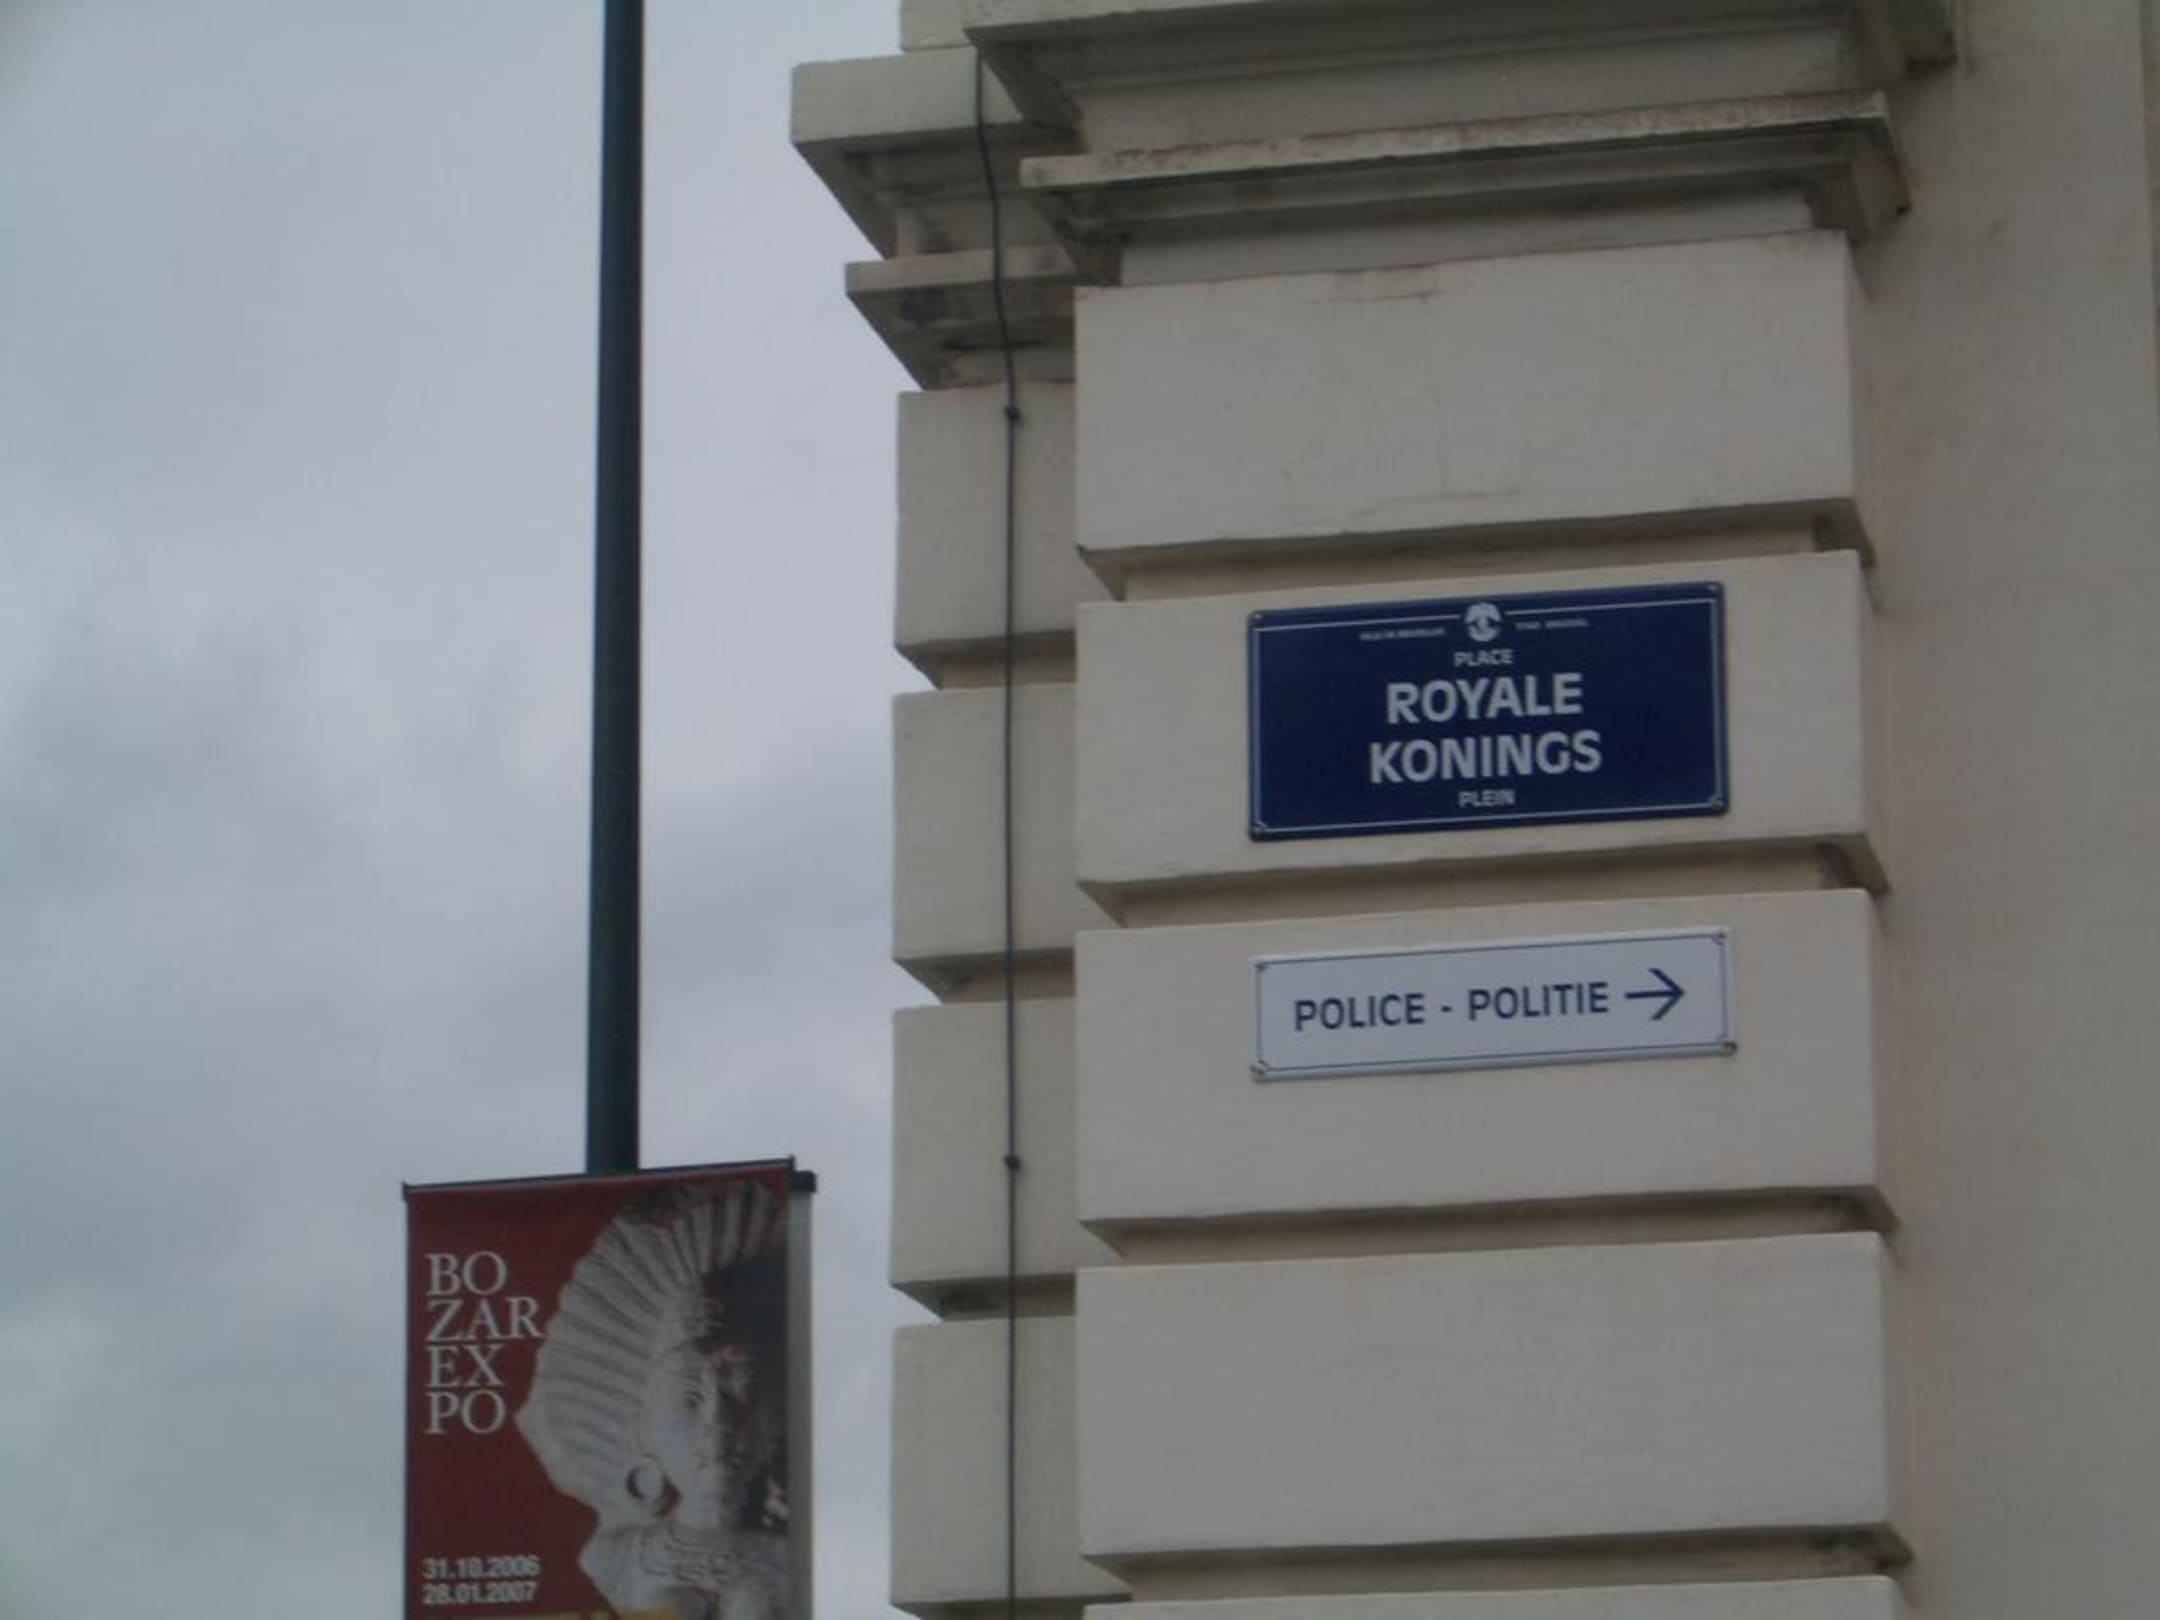 PLACE
ROYALE
KONINGS
PLEIN
POLICE - POLITIE →
BO
ZAR
EX
PO
31.10.2006
28.01.2007